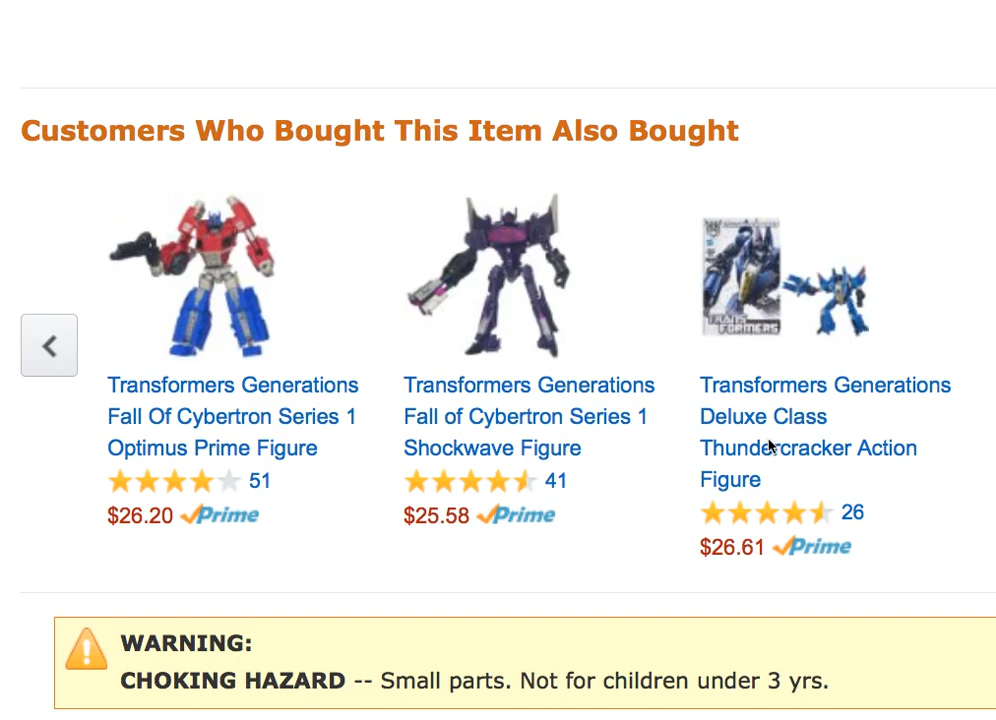 Customers Who Bought This Item Also Bought
Transformers Generations
Fall Of Cybertron Series 1
Optimus Prime Figure
51
$26.20 Prime
Transformers Generations
Fall of Cybertron Series 1
Shockwave Figure
41
$25.58 Prime
TRANSFORMERS
Transformers Generations
Deluxe Class
Thundercracker Action
Figure
26
$26.61 Prime
WARNING:
CHOKING HAZARD -- Small parts. Not for children under 3 yrs.